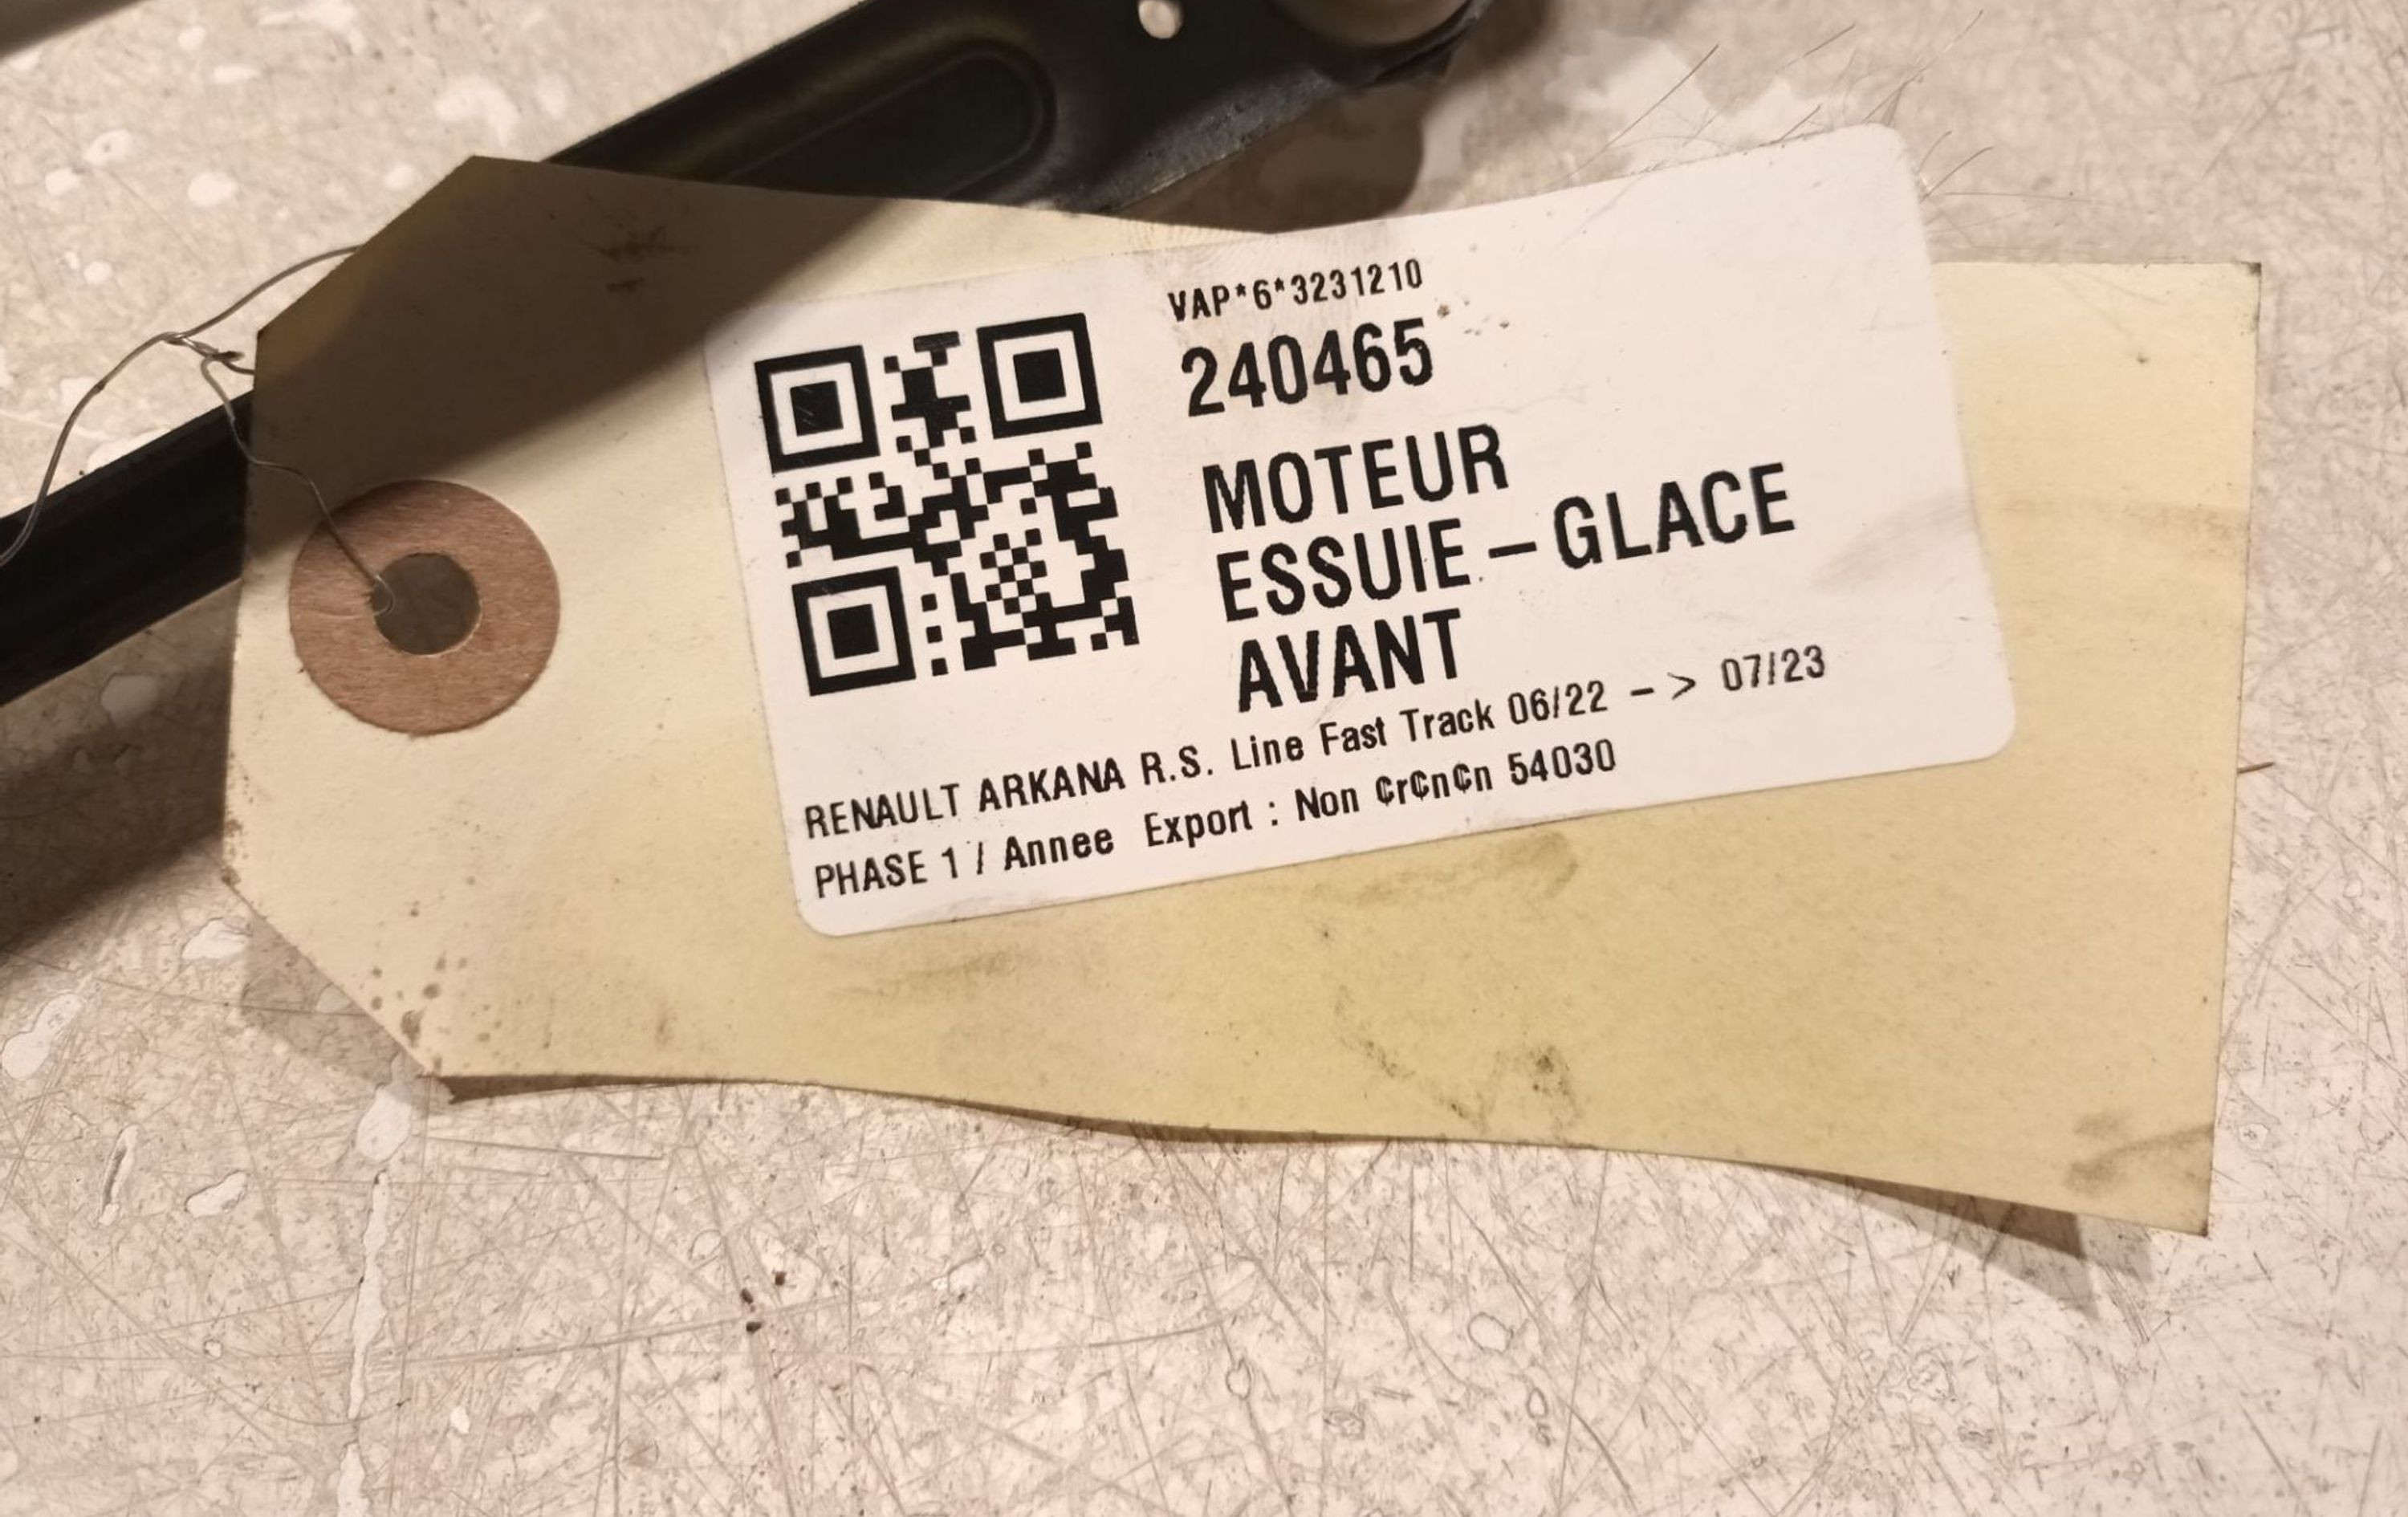 VAP*6*3231210
240465
MOTEUR
ESSUIE-GLACE
AVANT
RENAULT ARKANA R.S. Line Fast Track 06/22 -> 07/23
PHASE 1 / Annee Export : Non ¢r¢n¢n 54030